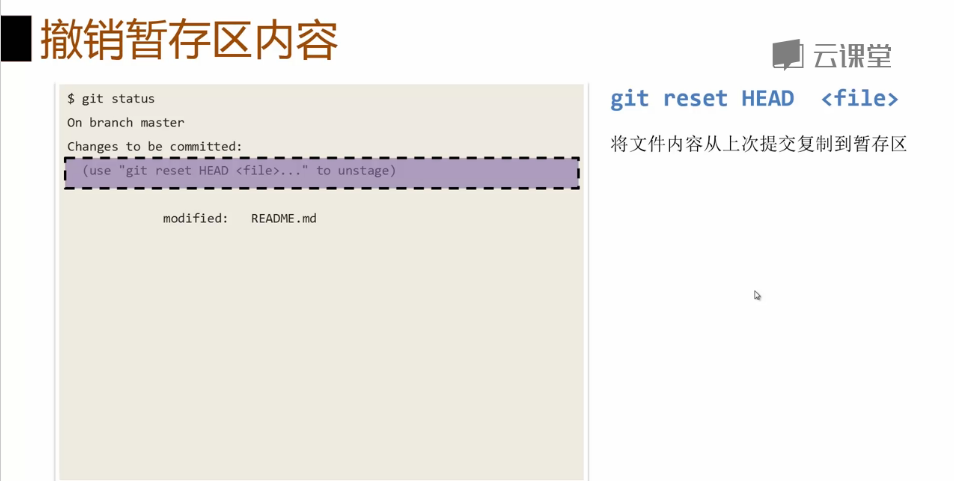 撤销暂存区内容
云课堂
$ git status
On branch master
Changes to be committed:
(use "git reset HEAD <file>..." to unstage)
modified: README.md
git reset HEAD <file>
将文件内容从上次提交复制到暂存区